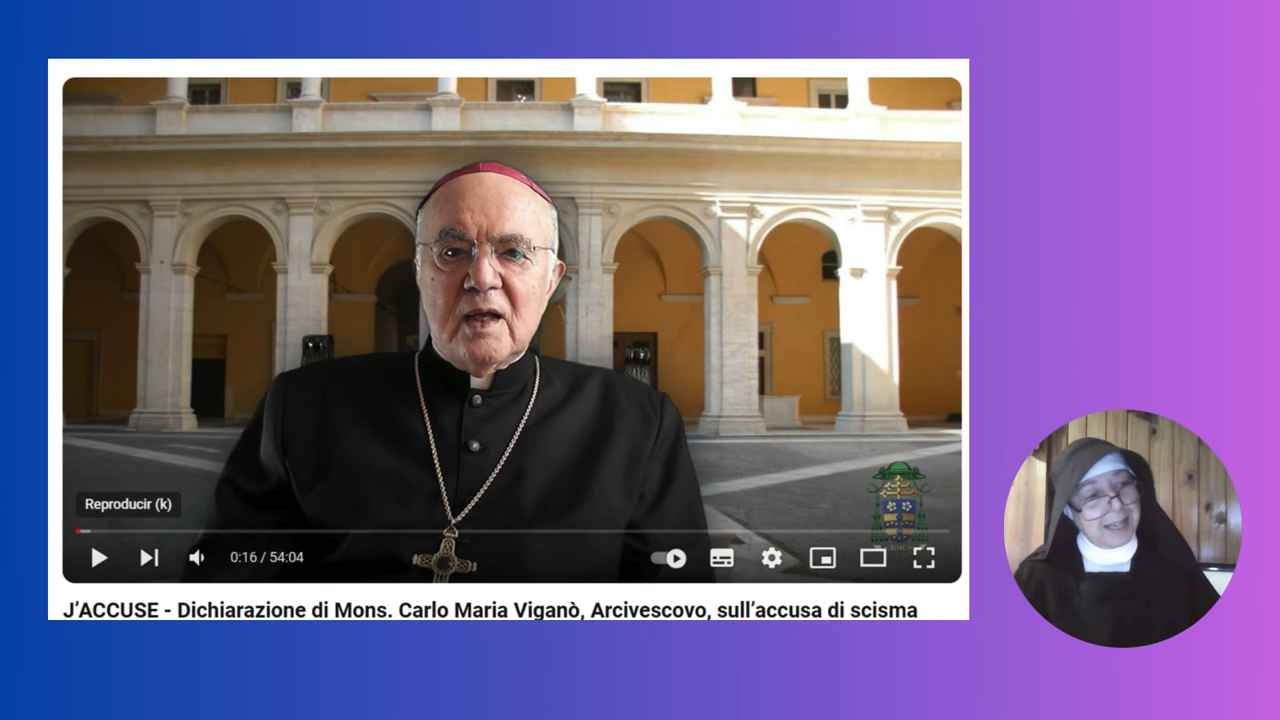 Reproducir (k)
0:16 / 54:04
J’ACCUSE - Dichiarazione di Mons. Carlo Maria Viganò, Arcivescovo, sull’accusa di scisma